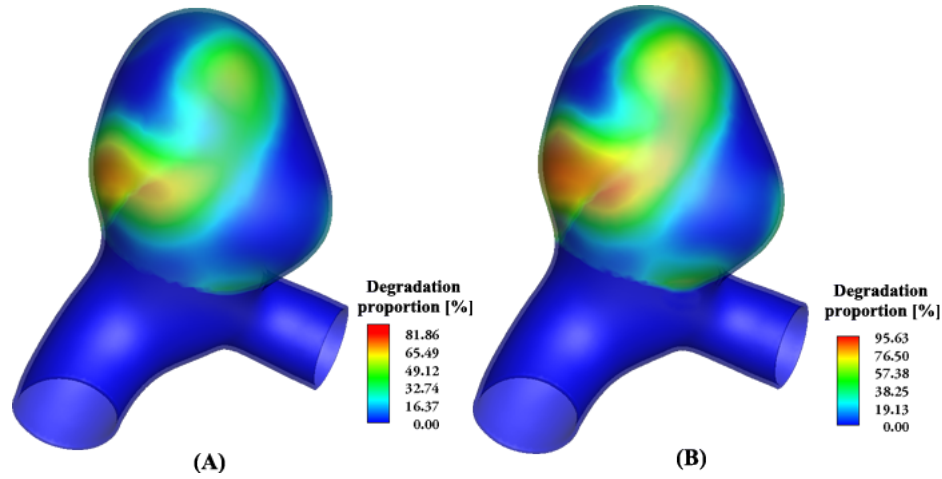 Degradation
proportion [%]
81.86
65.49
49.12
32.74
16.37
0.00
(A)
Degradation
proportion [%]
95.63
76.50
57.38
38.25
19.13
0.00
(B)